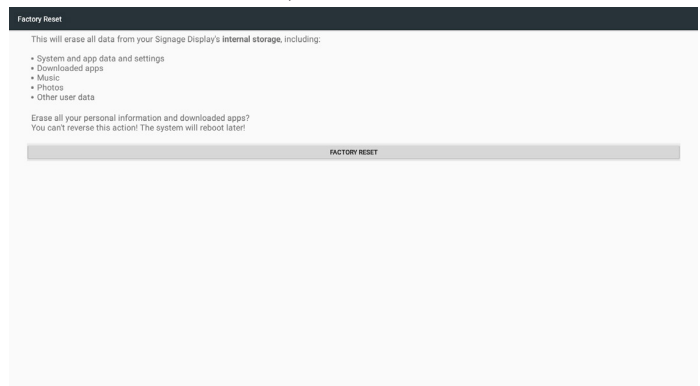 Factory Reset
This will erase all data from your Signage Display's internal storage, including:
▪ System and app data and settings
▪ Downloaded apps
▪ Music
▪ Photos
▪ Other user data
Erase all your personal information and downloaded apps?
You can't reverse this action! The system will reboot later!
FACTORY RESET